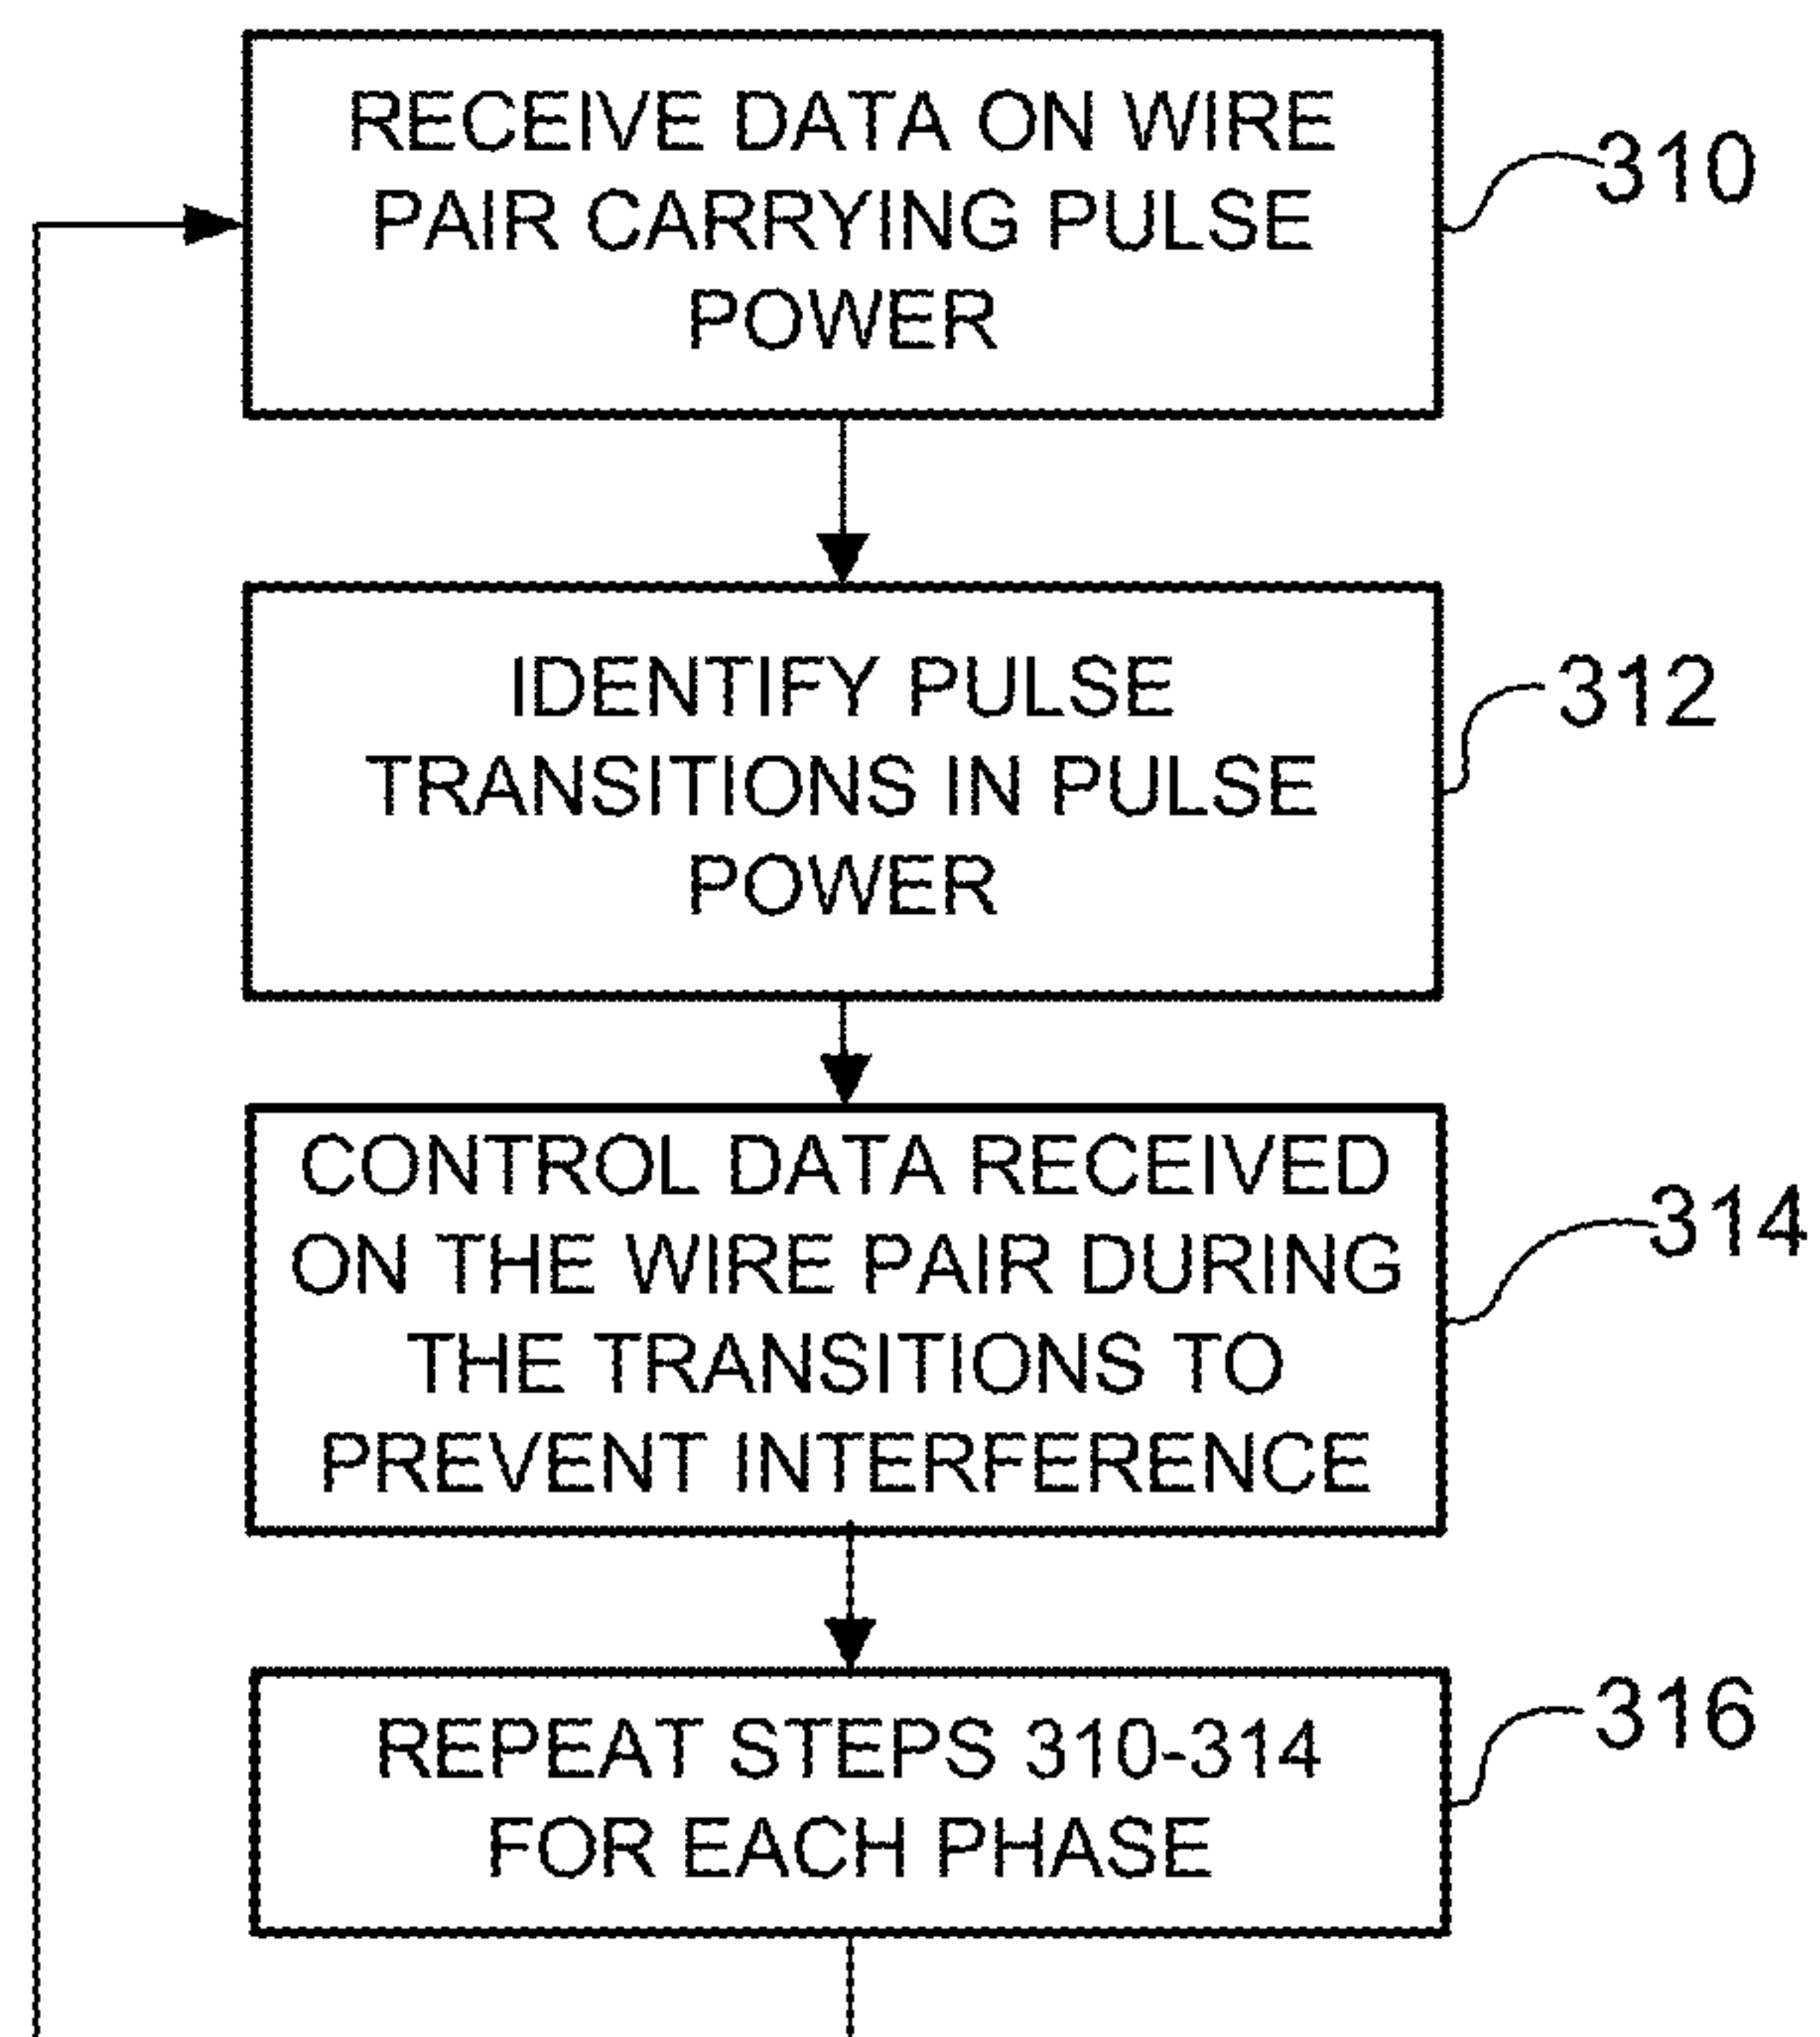 RECEIVE DATA ON WIRE
PAIR CARRYING PULSE
POWER
310
IDENTIFY PULSE
TRANSITIONS IN PULSE
POWER
312
CONTROL DATA RECEIVED
ON THE WIRE PAIR DURING
THE TRANSITIONS TO
PREVENT INTERFERENCE
314
REPEAT STEPS 310-314
FOR EACH PHASE
316